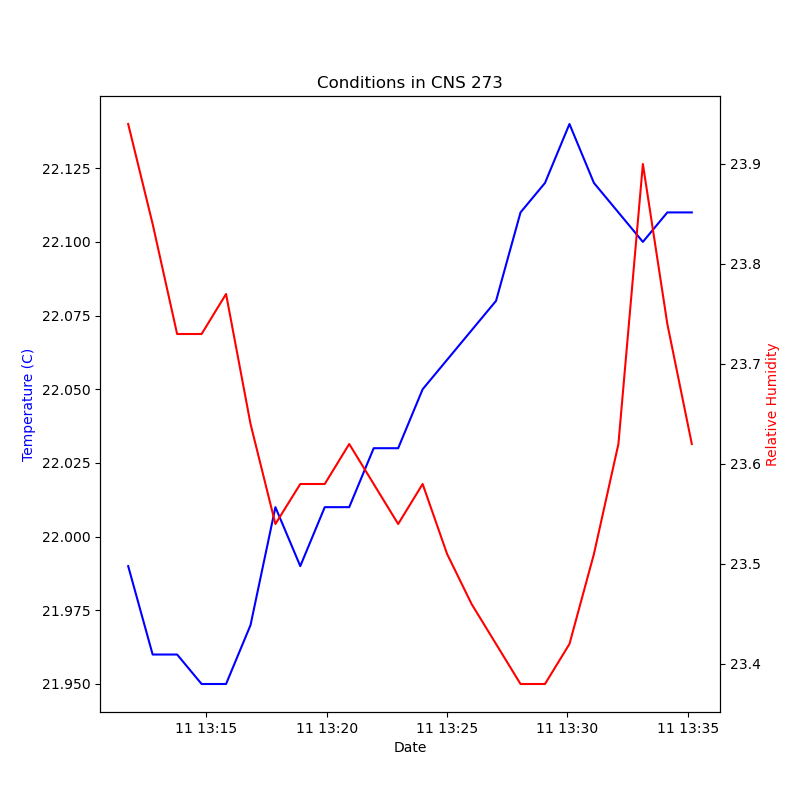 Conditions in CNS 273
Temperature (C)
22.125
22.100
22.075
22.050
22.025
22.000
21.975
21.950
23.9
23.8
23.7
23.6
23.5
23.4
Relative Humidity
11 13:15 11 13:20 11 13:25 11 13:30 11 13:35
Date